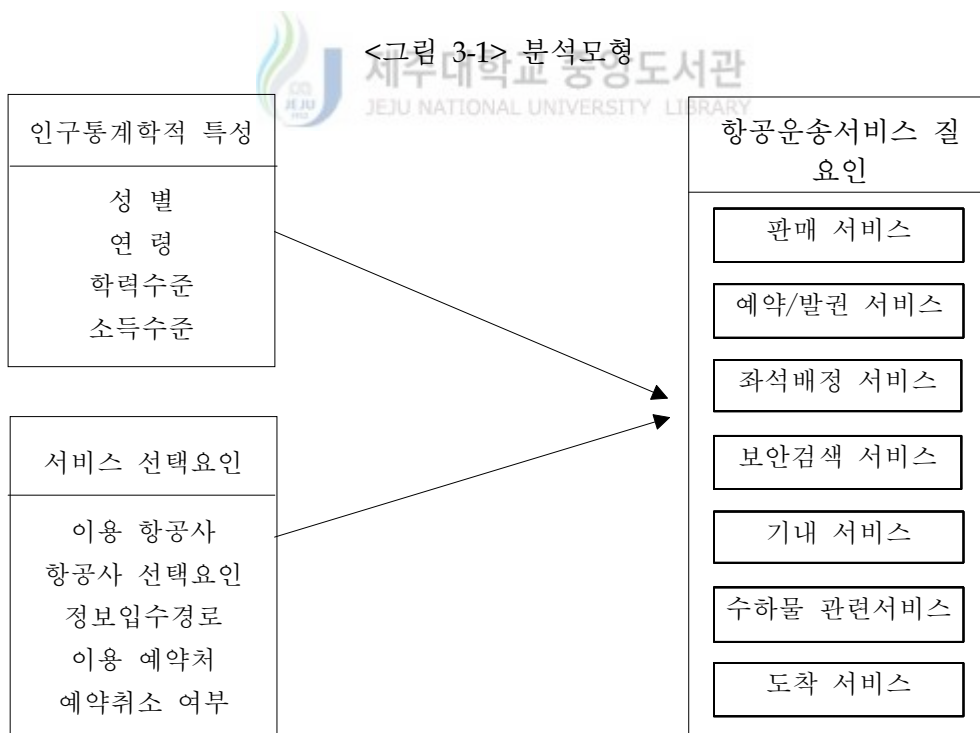 <그림 3-1> 분석모형
제주대학교 중앙도서관
JEJU NATIONAL UNIVERSITY LIBRARY
JEJU
인구통계학적 특성
성 별
연 령
학력수준
소득수준
서비스 선택요인
이용 항공사
항공사 선택요인
정보입수경로
이용 예약처
예약취소 여부
항공운송서비스 질
요인
판매 서비스
예약/발권 서비스
좌석배정 서비스
보안검색 서비스
기내 서비스
수하물 관련서비스
도착 서비스